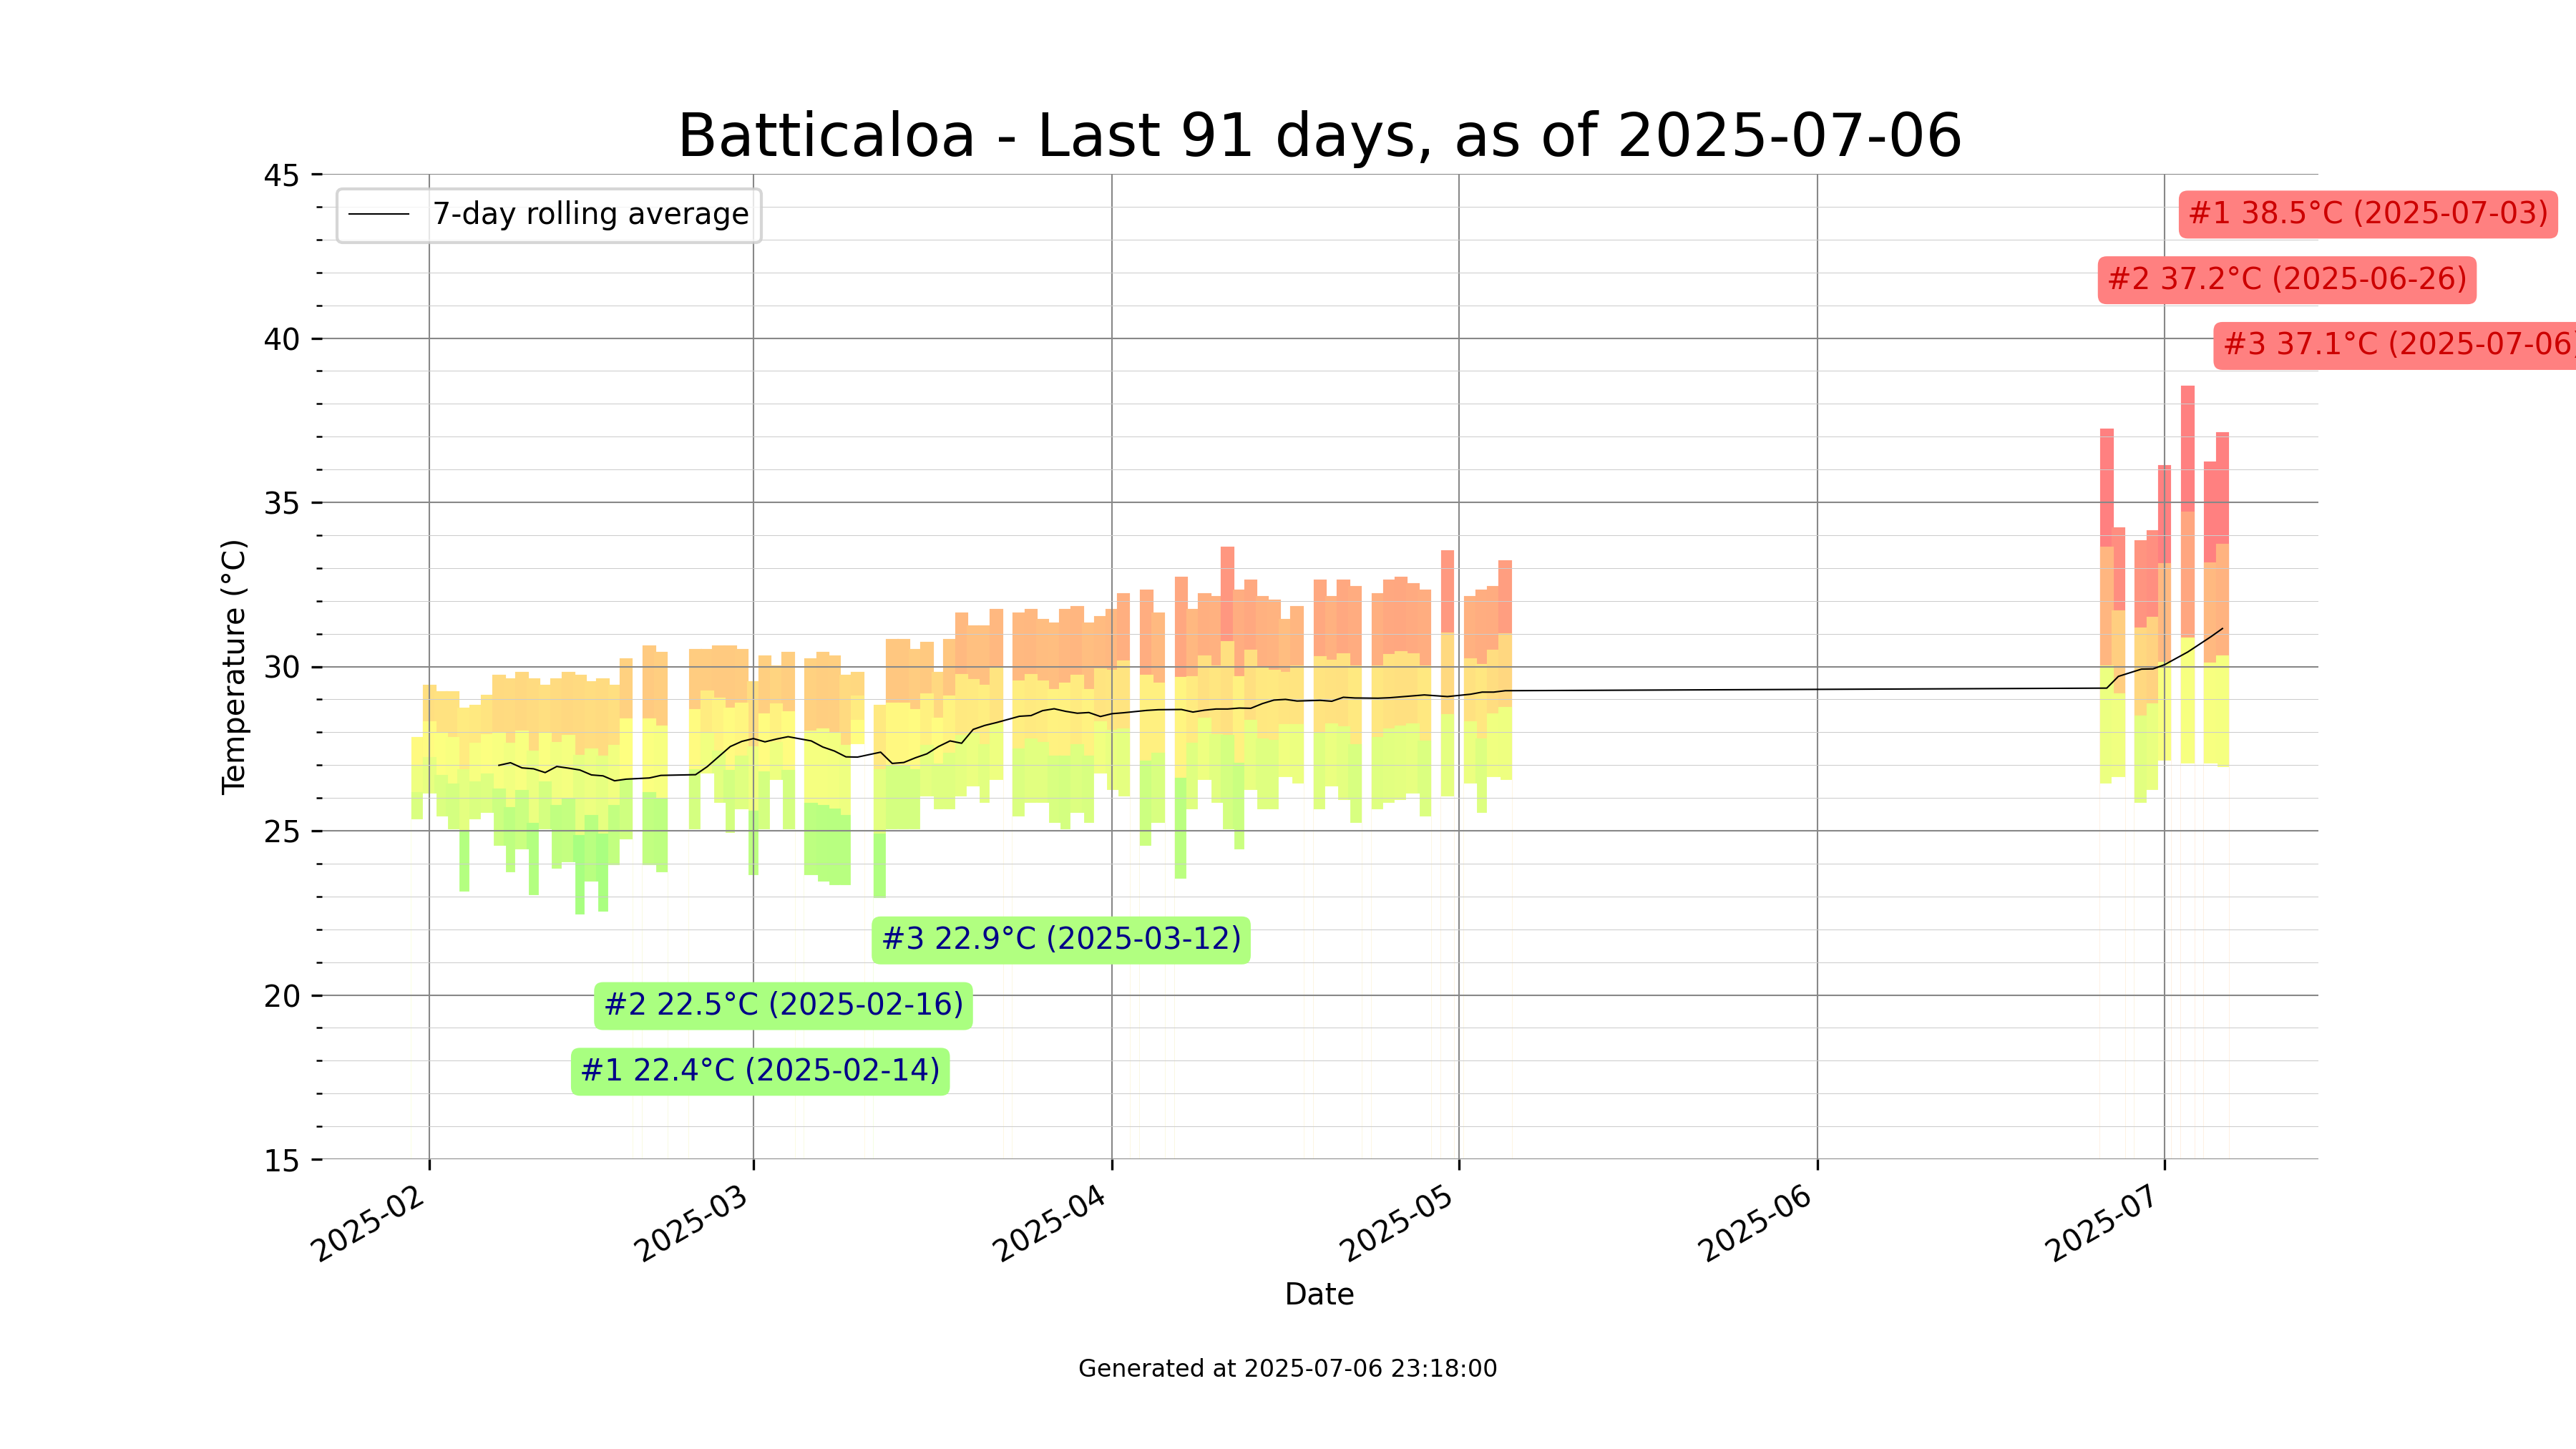 Batticaloa - Last 91 days, as of 2025-07-06
45
40
35
30
25
20
15
Temperature (°C)
7-day rolling average
#1 38.5°C (2025-07-03)
#2 37.2°C (2025-06-26)
#3 37.1°C (2025-07-06)
#3 22.9°C (2025-03-12)
#2 22.5°C (2025-02-16)
#1 22.4°C (2025-02-14)
2025-02
2025-03
2025-04
2025-05
2025-06
2025-07
Date
Generated at 2025-07-06 23:18:00